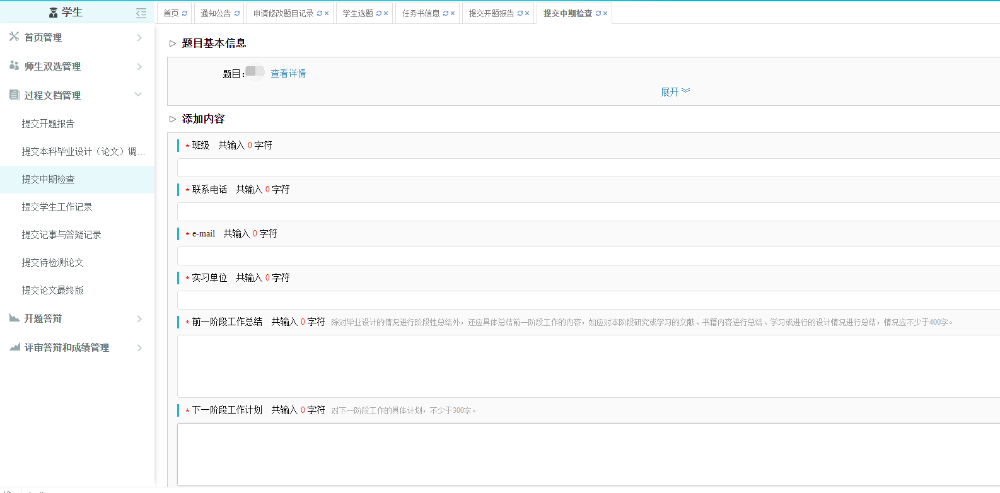 学生
首页
通知公告
申请修改题目记录
学生选题
任务书信息
提交开题报告
提交中期检查
首页管理
师生双选管理
过程文档管理
提交开题报告
提交本科毕业设计（论文）调...
提交中期检查
提交学生工作记录
提交记事与答疑记录
提交待检测论文
提交论文最终版
开题答辩
评审答辩和成绩管理
题目基本信息
题目： 查看详情
展开
添加内容
* 班级 共输入 0 字符
* 联系电话 共输入 0 字符
* e-mail 共输入 0 字符
* 实习单位 共输入 0 字符
* 前一阶段工作总结 共输入 0 字符 除对毕业设计的情况进行阶段性总结外，还应具体总结前一阶段工作的内容，如应对本阶段研究或学习的文献、书籍内容进行总结、学习或进行的设计情况进行总结，情况应不少于400字。
* 下一阶段工作计划 共输入 0 字符 对下一阶段工作的具体计划，不少于300字。